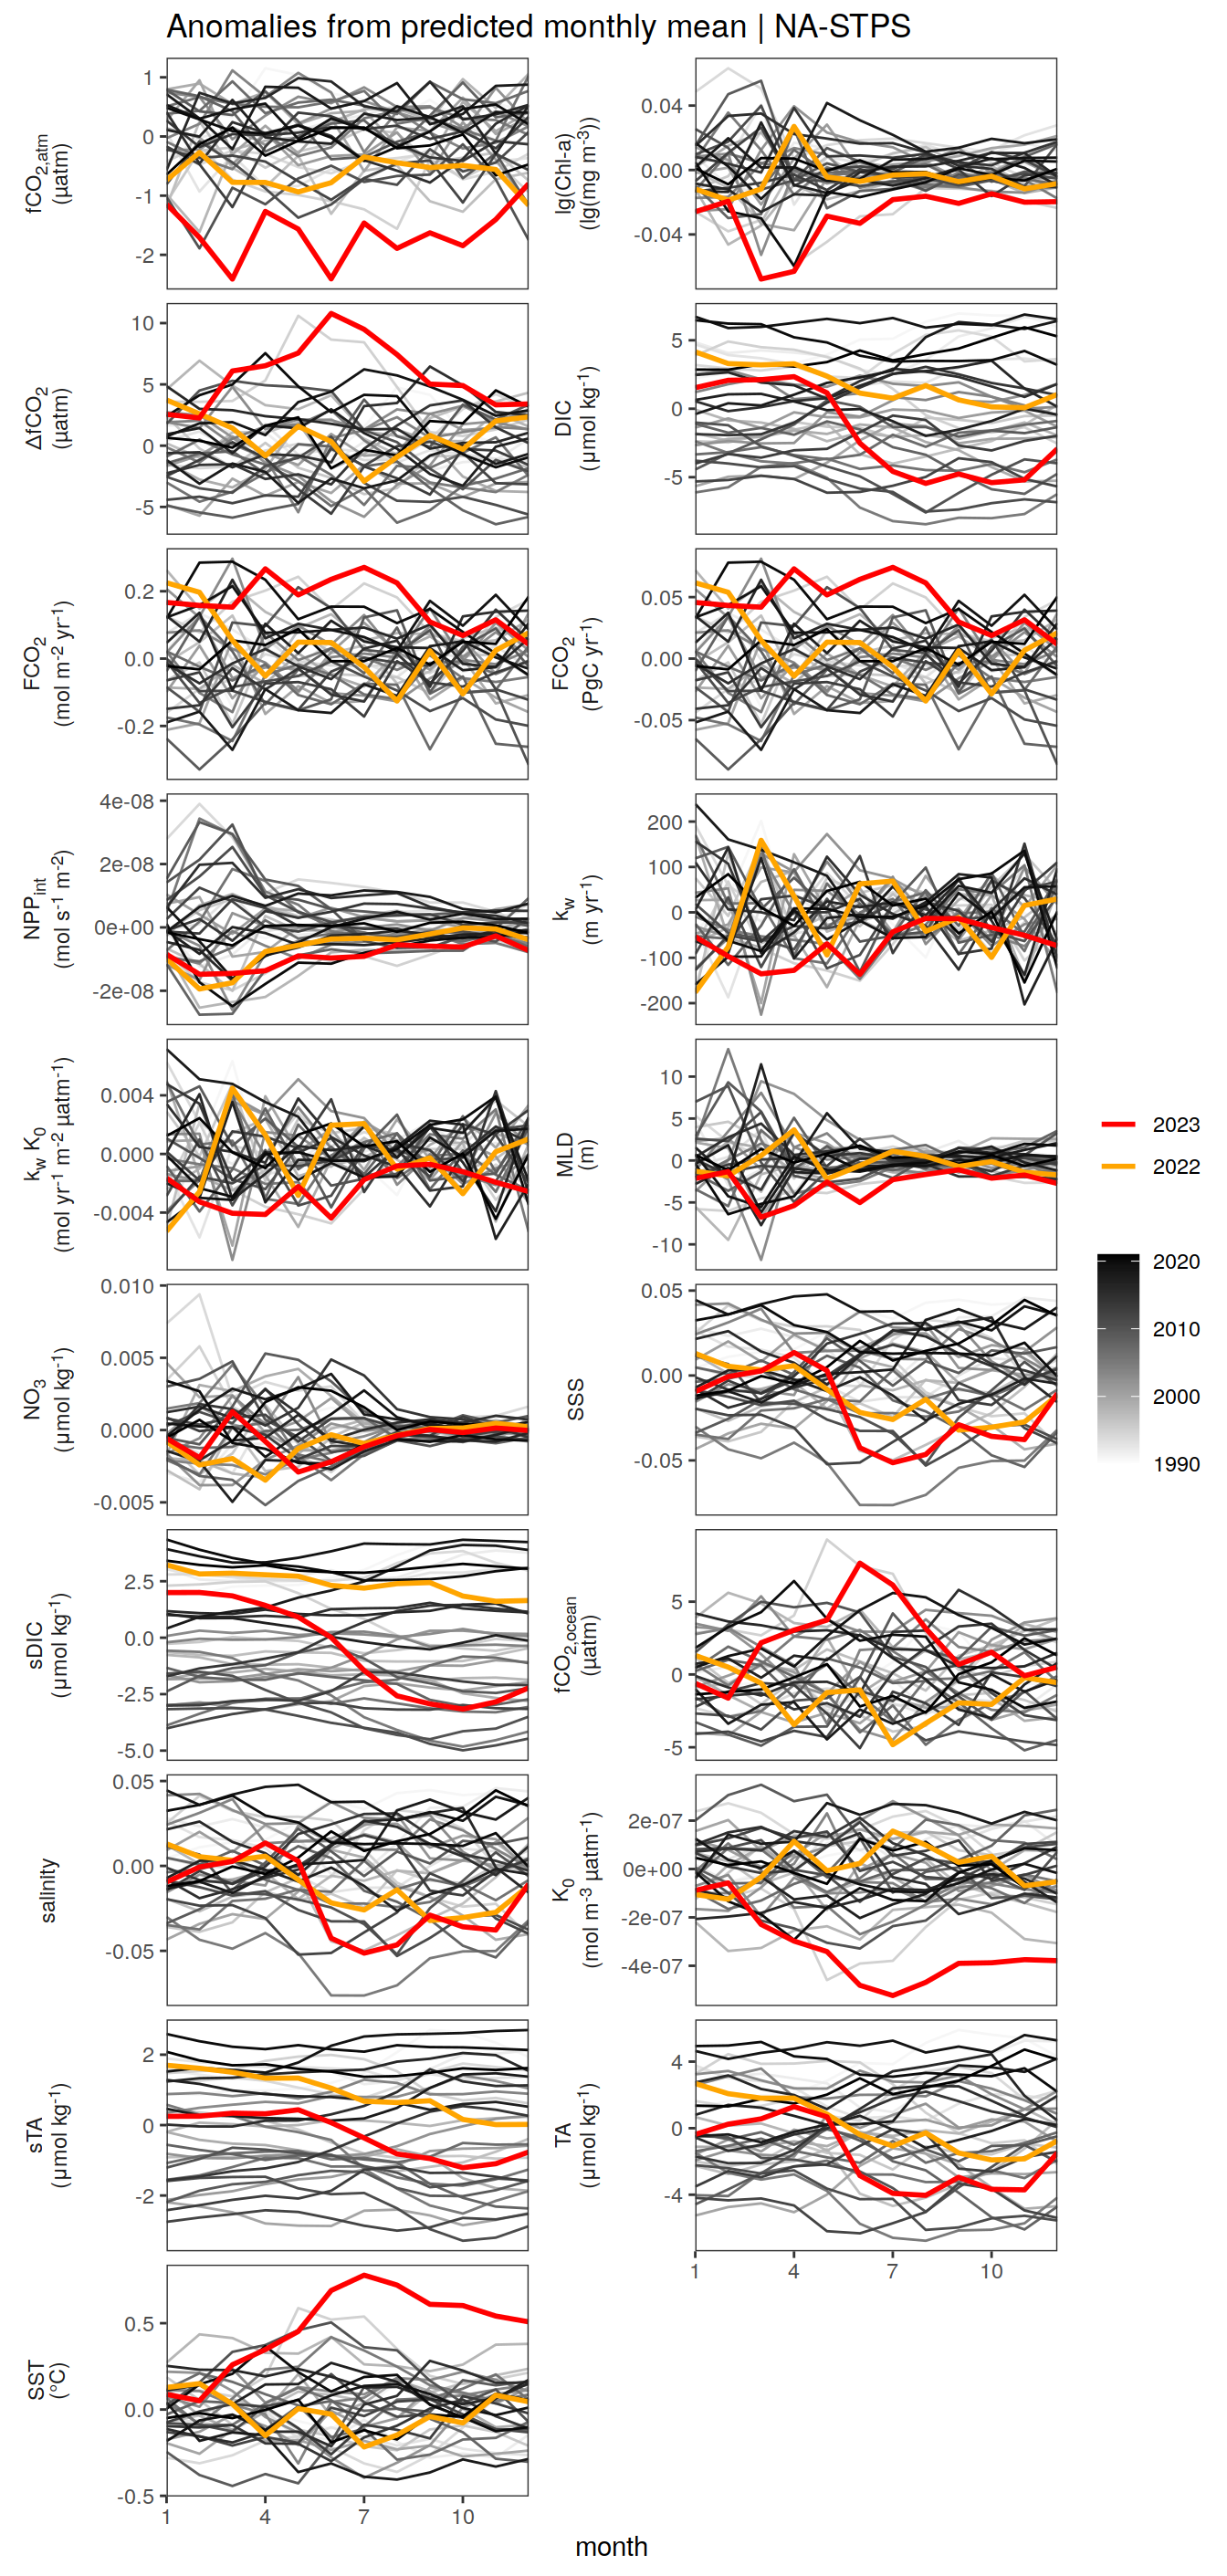 Anomalies from predicted monthly mean | NA-STPS
fCO2,atm
(µatm)
1
0
-1
-2
lg(Chl-a)
(lg(mg m-3))
0.04
0.00
-0.04
ΔfCO2
(µatm)
10
5
0
-5
DIC
(µmol kg-1)
5
0
-5
FCO2
(mol m-2 yr-1)
0.2
0.0
-0.2
FCO2
(PgC yr-1)
0.05
0.00
-0.05
NPPint
(mol s-1 m-2)
4e-08
2e-08
0e+00
-2e-08
kw
(m yr-1)
200
100
0
-100
-200
kw K0
(mol yr-1 m-2 µatm-1)
0.004
0.000
-0.004
MLD
(m)
10
5
0
-5
-10
NO3
(µmol kg-1)
0.010
0.005
0.000
-0.005
SSS
0.05
0.00
-0.05
sDIC
(µmol kg-1)
2.5
0.0
-2.5
-5.0
fCO2,ocean
(µatm)
5
0
-5
salinity
0.05
0.00
-0.05
K0
(mol m-3 µatm-1)
2e-07
0e+00
-2e-07
-4e-07
sTA
(µmol kg-1)
2
0
-2
TA
(µmol kg-1)
4
0
-4
1 4 7 10
SST
(°C)
0.5
0.0
-0.5
1 4 7 10
month
2023
2022
2020
2010
2000
1990